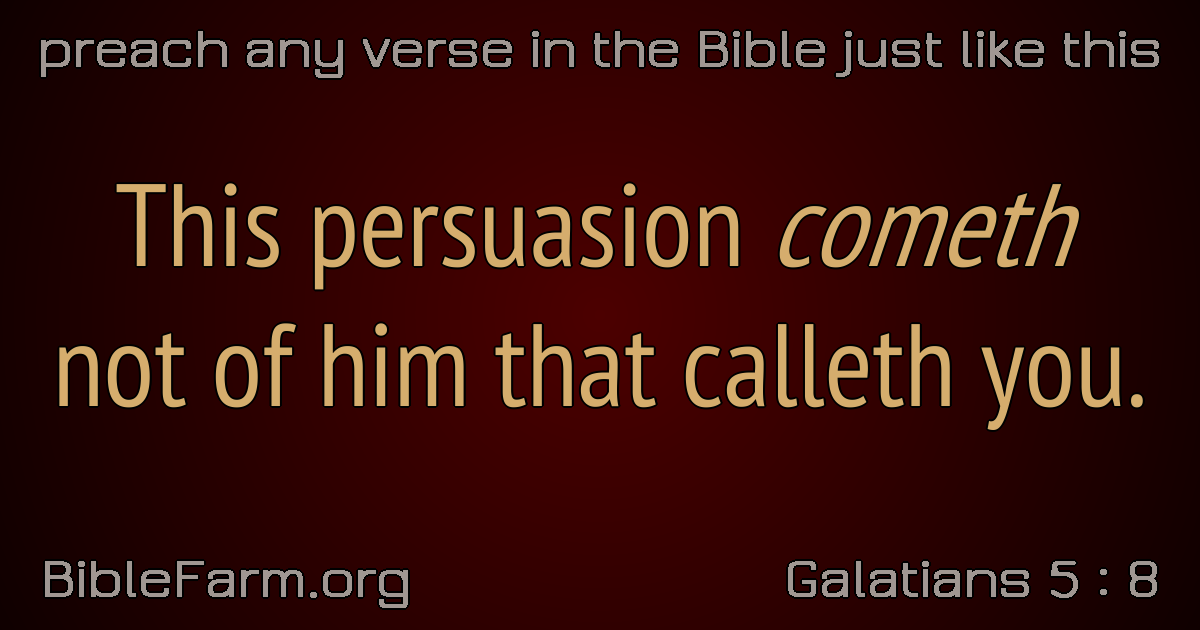 preach any verse in the Bible just like this
This persuasion cometh
not of him that calleth you.
BibleFarm.org
Galatians 5 : 8